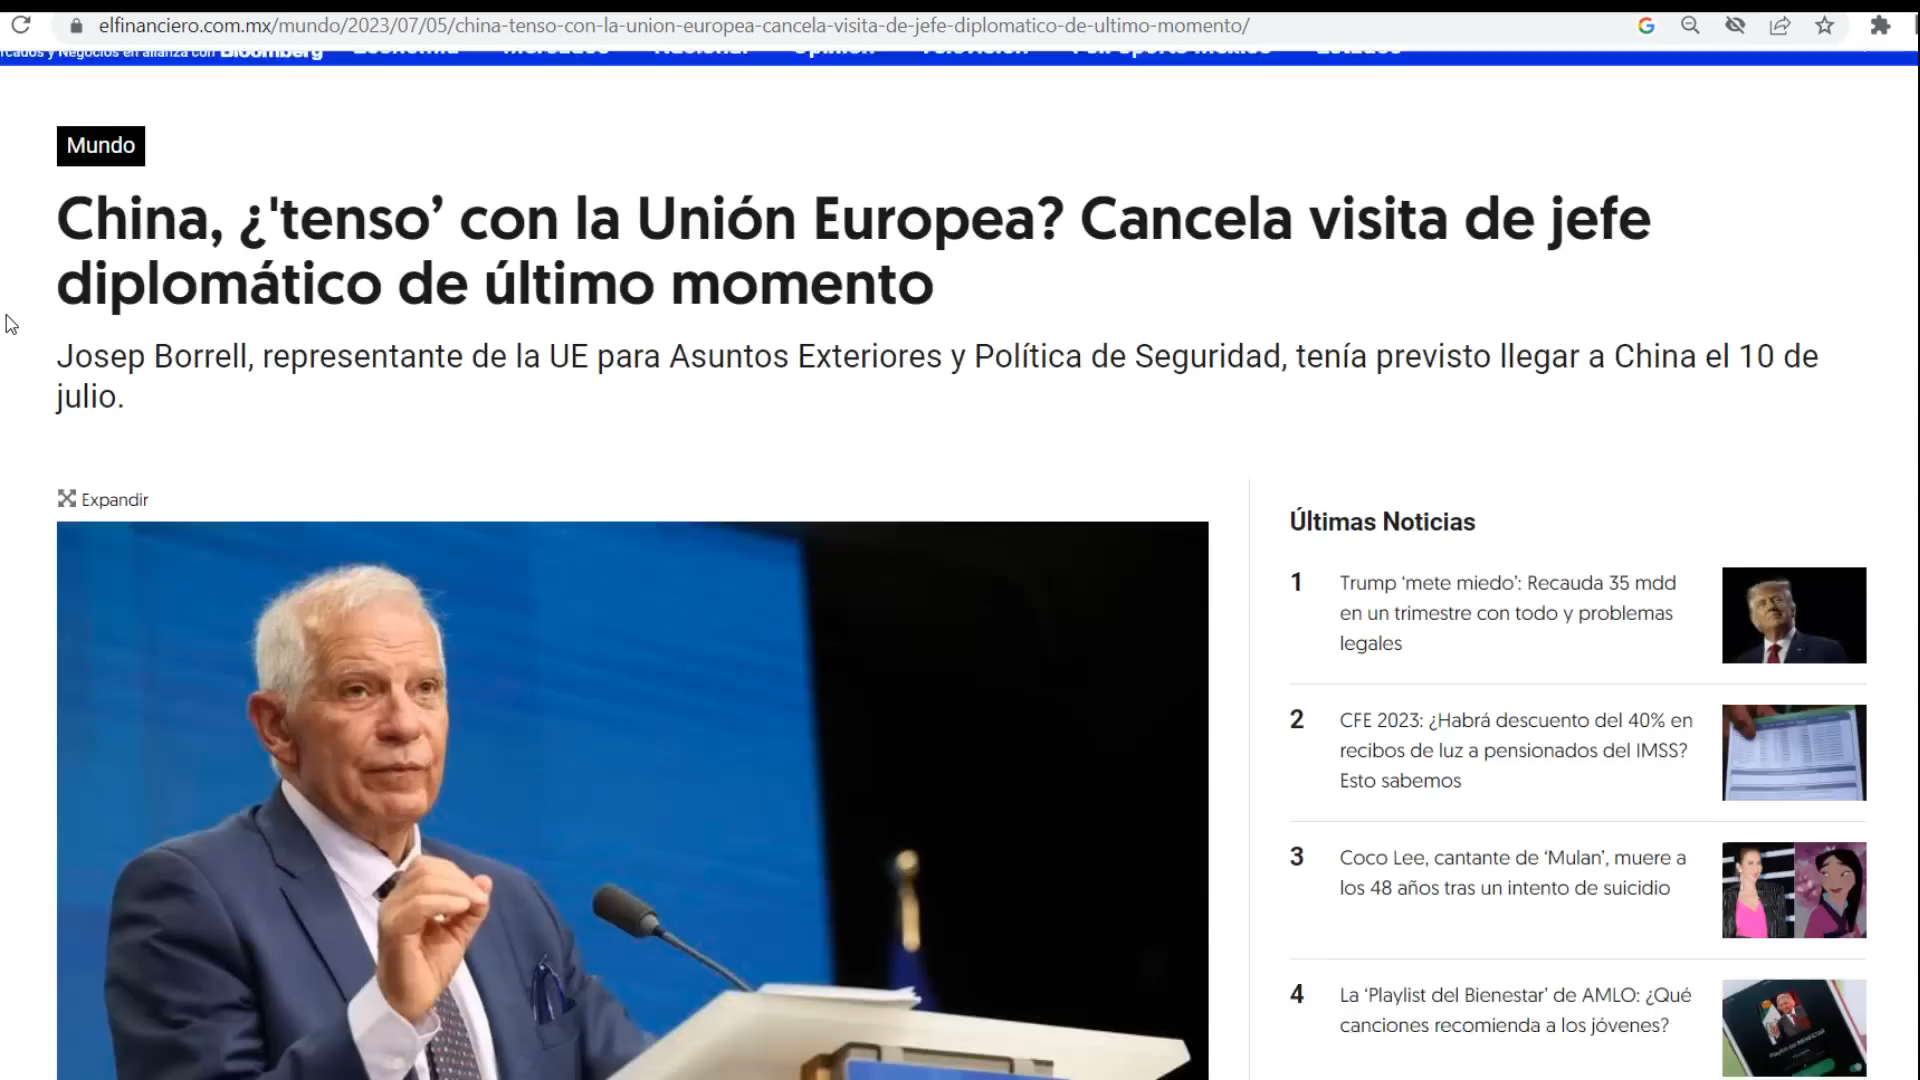 elfinanciero.com.mx/mundo/2023/07/05/china-tenso-con-la-union-europea-cancela-visita-de-jefe-diplomatico-de-ultimo-momento/
rcados y Negocios en alianza con Bloomberg Economía Mercados Nacional Opinión Televisión Fox Sports México Estados
Mundo
China, ¿'tenso’ con la Unión Europea? Cancela visita de jefe
diplomático de último momento
Josep Borrell, representante de la UE para Asuntos Exteriores y Política de Seguridad, tenía previsto llegar a China el 10 de
julio.
Expandir
Últimas Noticias
1 Trump ‘mete miedo’: Recauda 35 mdd
en un trimestre con todo y problemas
legales
2 CFE 2023: ¿Habrá descuento del 40% en
recibos de luz a pensionados del IMSS?
Esto sabemos
3 Coco Lee, cantante de ‘Mulan’, muere a
los 48 años tras un intento de suicidio
4 La ‘Playlist del Bienestar’ de AMLO: ¿Qué
canciones recomienda a los jóvenes?